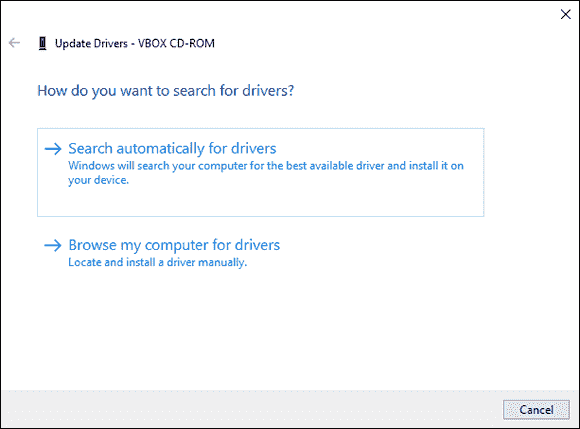 Update Drivers - VBOX CD-ROM
How do you want to search for drivers?
Search automatically for drivers
Windows will search your computer for the best available driver and install it on
your device.
Browse my computer for drivers
Locate and install a driver manually.
Cancel